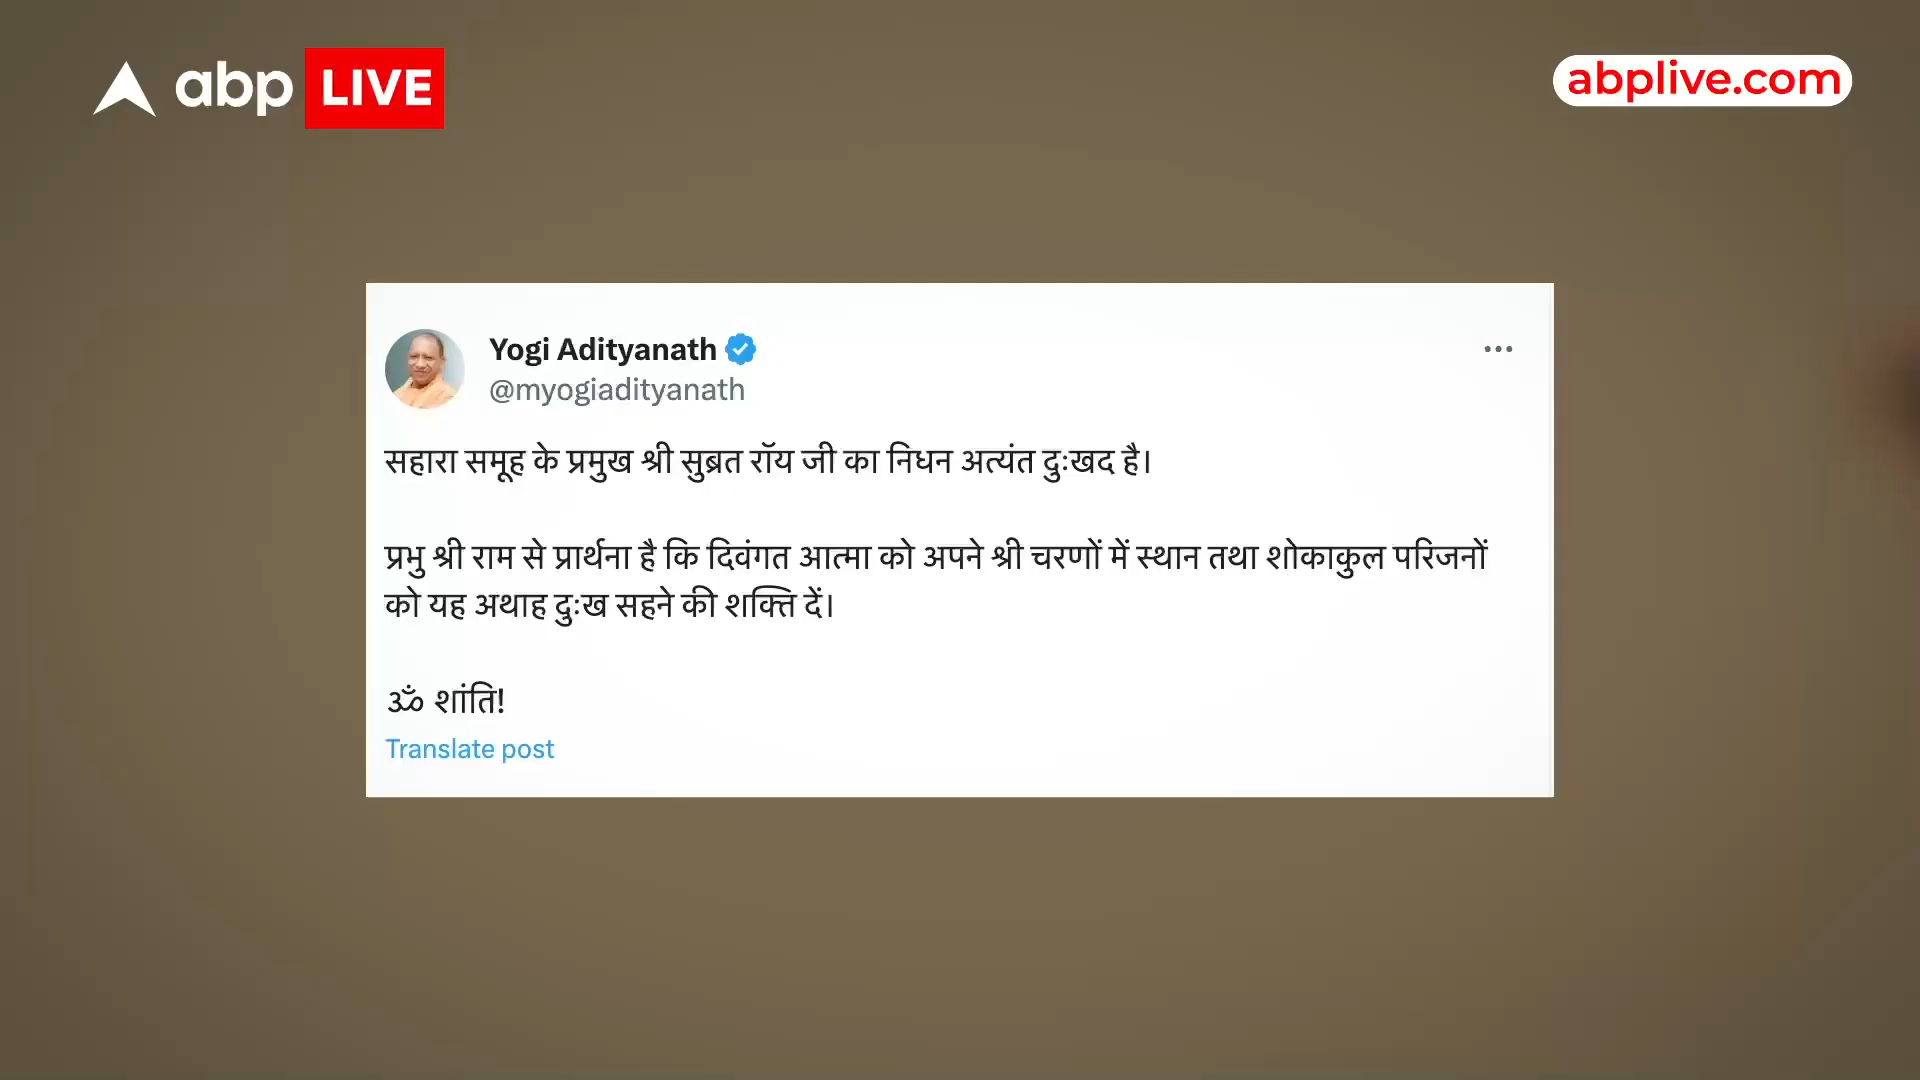 abp LIVE
abplive.com
Yogi Adityanath
@myogiadityanath
सहारा समूह के प्रमुख श्री सुब्रत रॉय जी का निधन अत्यंत दुःखद है।
प्रभु श्री राम से प्रार्थना है कि दिवंगत आत्मा को अपने श्री चरणों में स्थान तथा शोकाकुल परिजनों
को यह अथाह दुःख सहने की शक्ति दें।
ॐ शांति!
Translate post